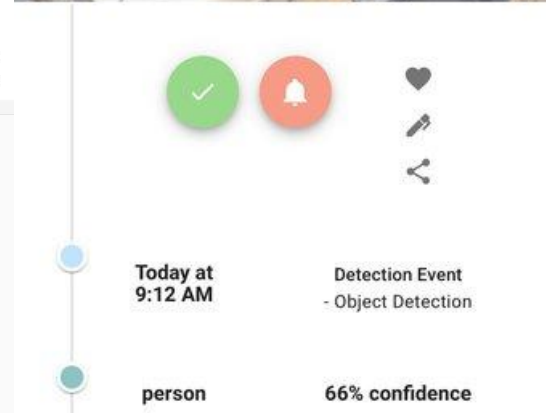 Today at
9:12 AM
Detection Event
- Object Detection
person
66% confidence